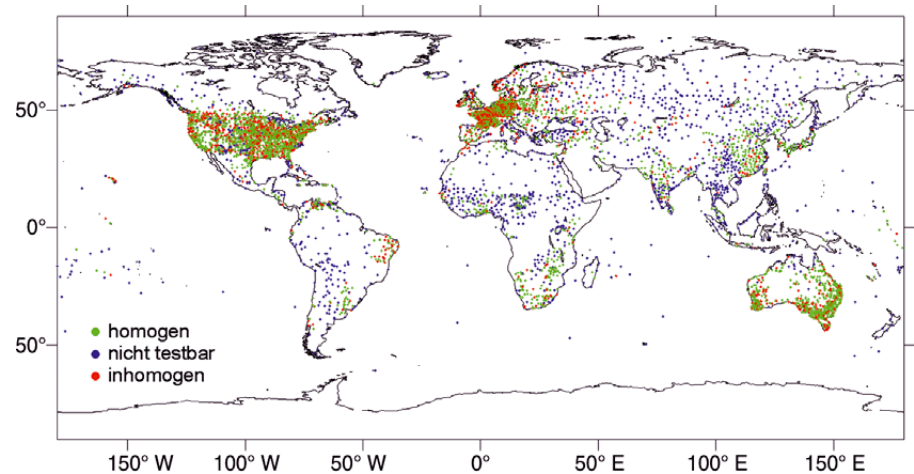 50°
0°
50°
homogen
nicht testbar
inhomogen
150° W
100° W
50° W
0°
50° E
100° E
150° E